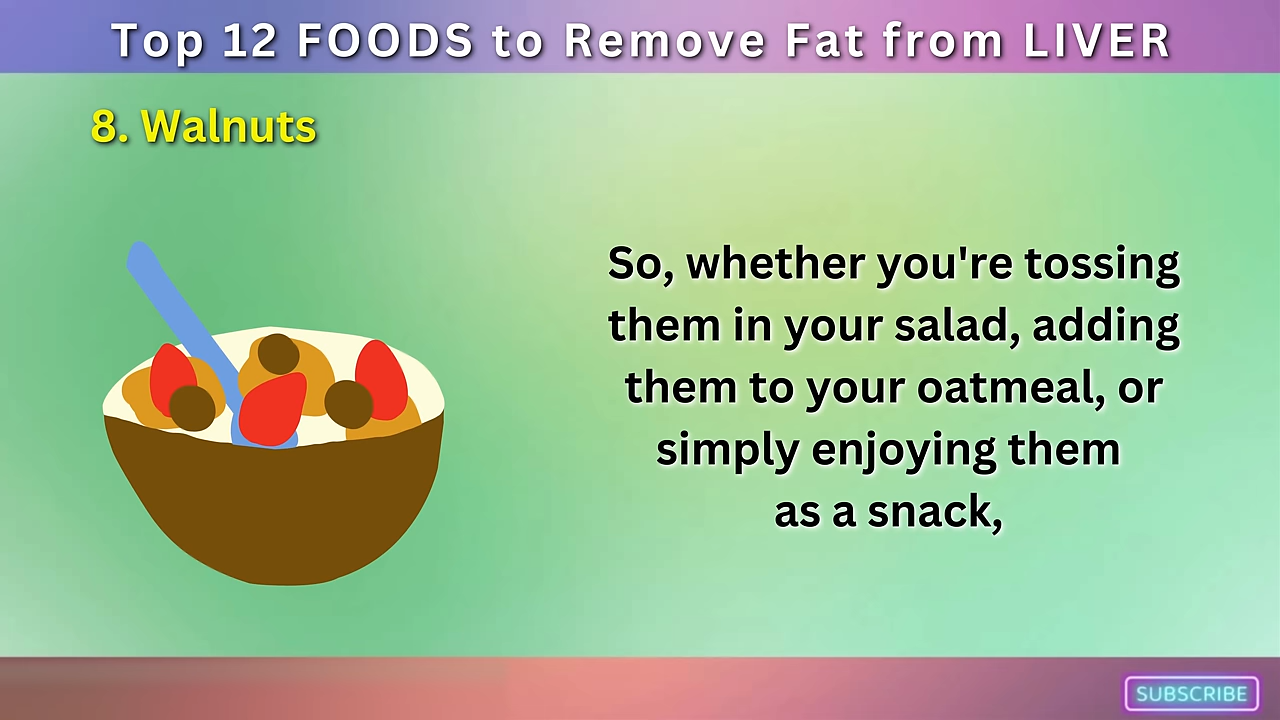 Top 12 FOODS to Remove Fat from LIVER
8. Walnuts
So, whether you're tossing
them in your salad, adding
them to your oatmeal, or
simply enjoying them
as a snack,
SUBSCRIBE